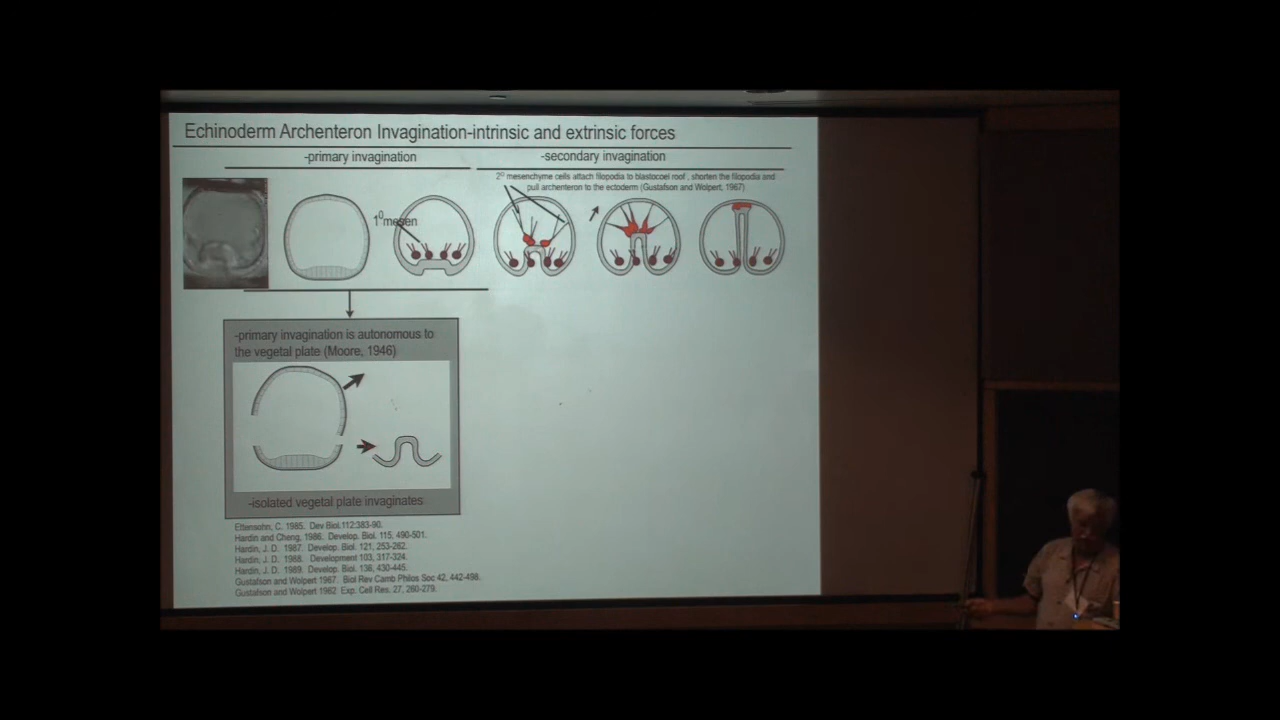 Echinoderm Archenteron Invagination-intrinsic and extrinsic forces
-primary invagination
-secondary invagination
2⁰ mesenchyme cells attach filopodia to blastocoel roof', shorten the filopodia and
pull archenteron to the ectoderm (Gustafson and Wolpert, 1967)
1⁰mesen
-primary invagination is autonomous to
the vegetal plate (Moore, 1946)
-isolated vegetal plate invaginates
Ettensohn, C. 1985. Dev Biol.112:383-90.
Hardin and Cheng, 1986. Develop. Biol. 115, 490-501.
Hardin, J. D. 1987. Develop. Biol. 121, 253-262.
Hardin, J. D. 1988. Development 103, 317-324.
Hardin, J. D. 1989. Develop. Biol. 136, 430-445.
Gustafson and Wolpert 1967. Biol Rev Camb Philos Soc 42, 442-498.
Gustafson and Wolpert 1962 Exp. Cell Res. 27, 260-279.